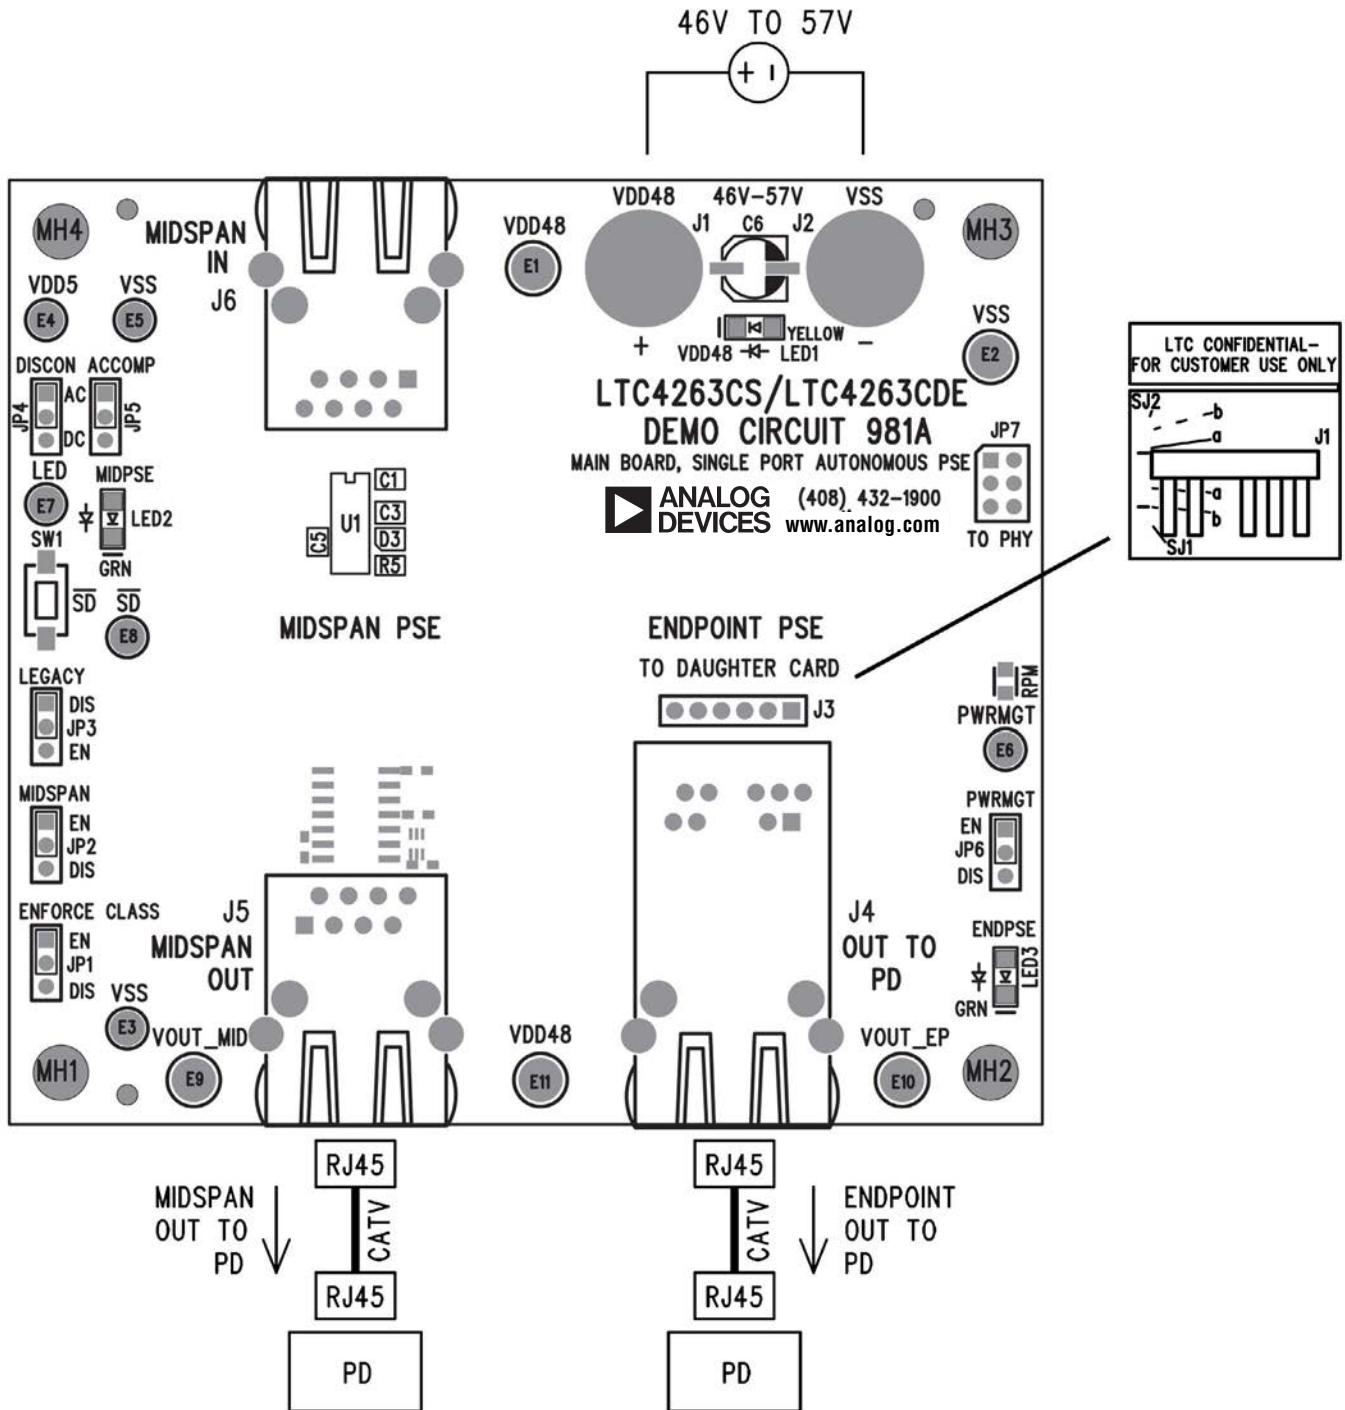 46V TO 57V
+ -
VDD48 46V-57V VSS
J1 C6 J2
MH4
MIDSPAN
IN
J6
VDD48
E1
MH3
VDD5 VSS
E4 E5
+ YELLOW -
VDD48 LED1
VSS
E2
DISCON ACCOMP
JP4 AC JP5
DC
LTC4263CS/LTC4263CDE
DEMO CIRCUIT 981A
MAIN BOARD, SINGLE PORT AUTONOMOUS PSE
ANALOG
DEVICES
(408) 432-1900
www.analog.com
JP7
TO PHY
LTC CONFIDENTIAL-
FOR CUSTOMER USE ONLY
SJ2
b
a
J1
a
b
SJ1
LED MIDPSE
E7
LED2
SW1
GRN
SD SD
E8
C1
U1 C3
C5 D3
R5
MIDSPAN PSE
ENDPOINT PSE
TO DAUGHTER CARD
J3
LEGACY
DIS
JP3
EN
RPM
PWRMGT
E6
MIDSPAN
EN
JP2
DIS
PWRMGT
EN
JP6
DIS
ENFORCE CLASS
EN
JP1
DIS
VSS
E3
J5
MIDSPAN
OUT
J4
OUT TO
PD
ENDPSE
LED3
GRN
MH1
VOUT_MID
E9
VDD48
E11
VOUT_EP
E10
MH2
RJ45
MIDSPAN
OUT TO
PD
CATV
RJ45
PD
RJ45
CATV
ENDPOINT
OUT TO
PD
RJ45
PD